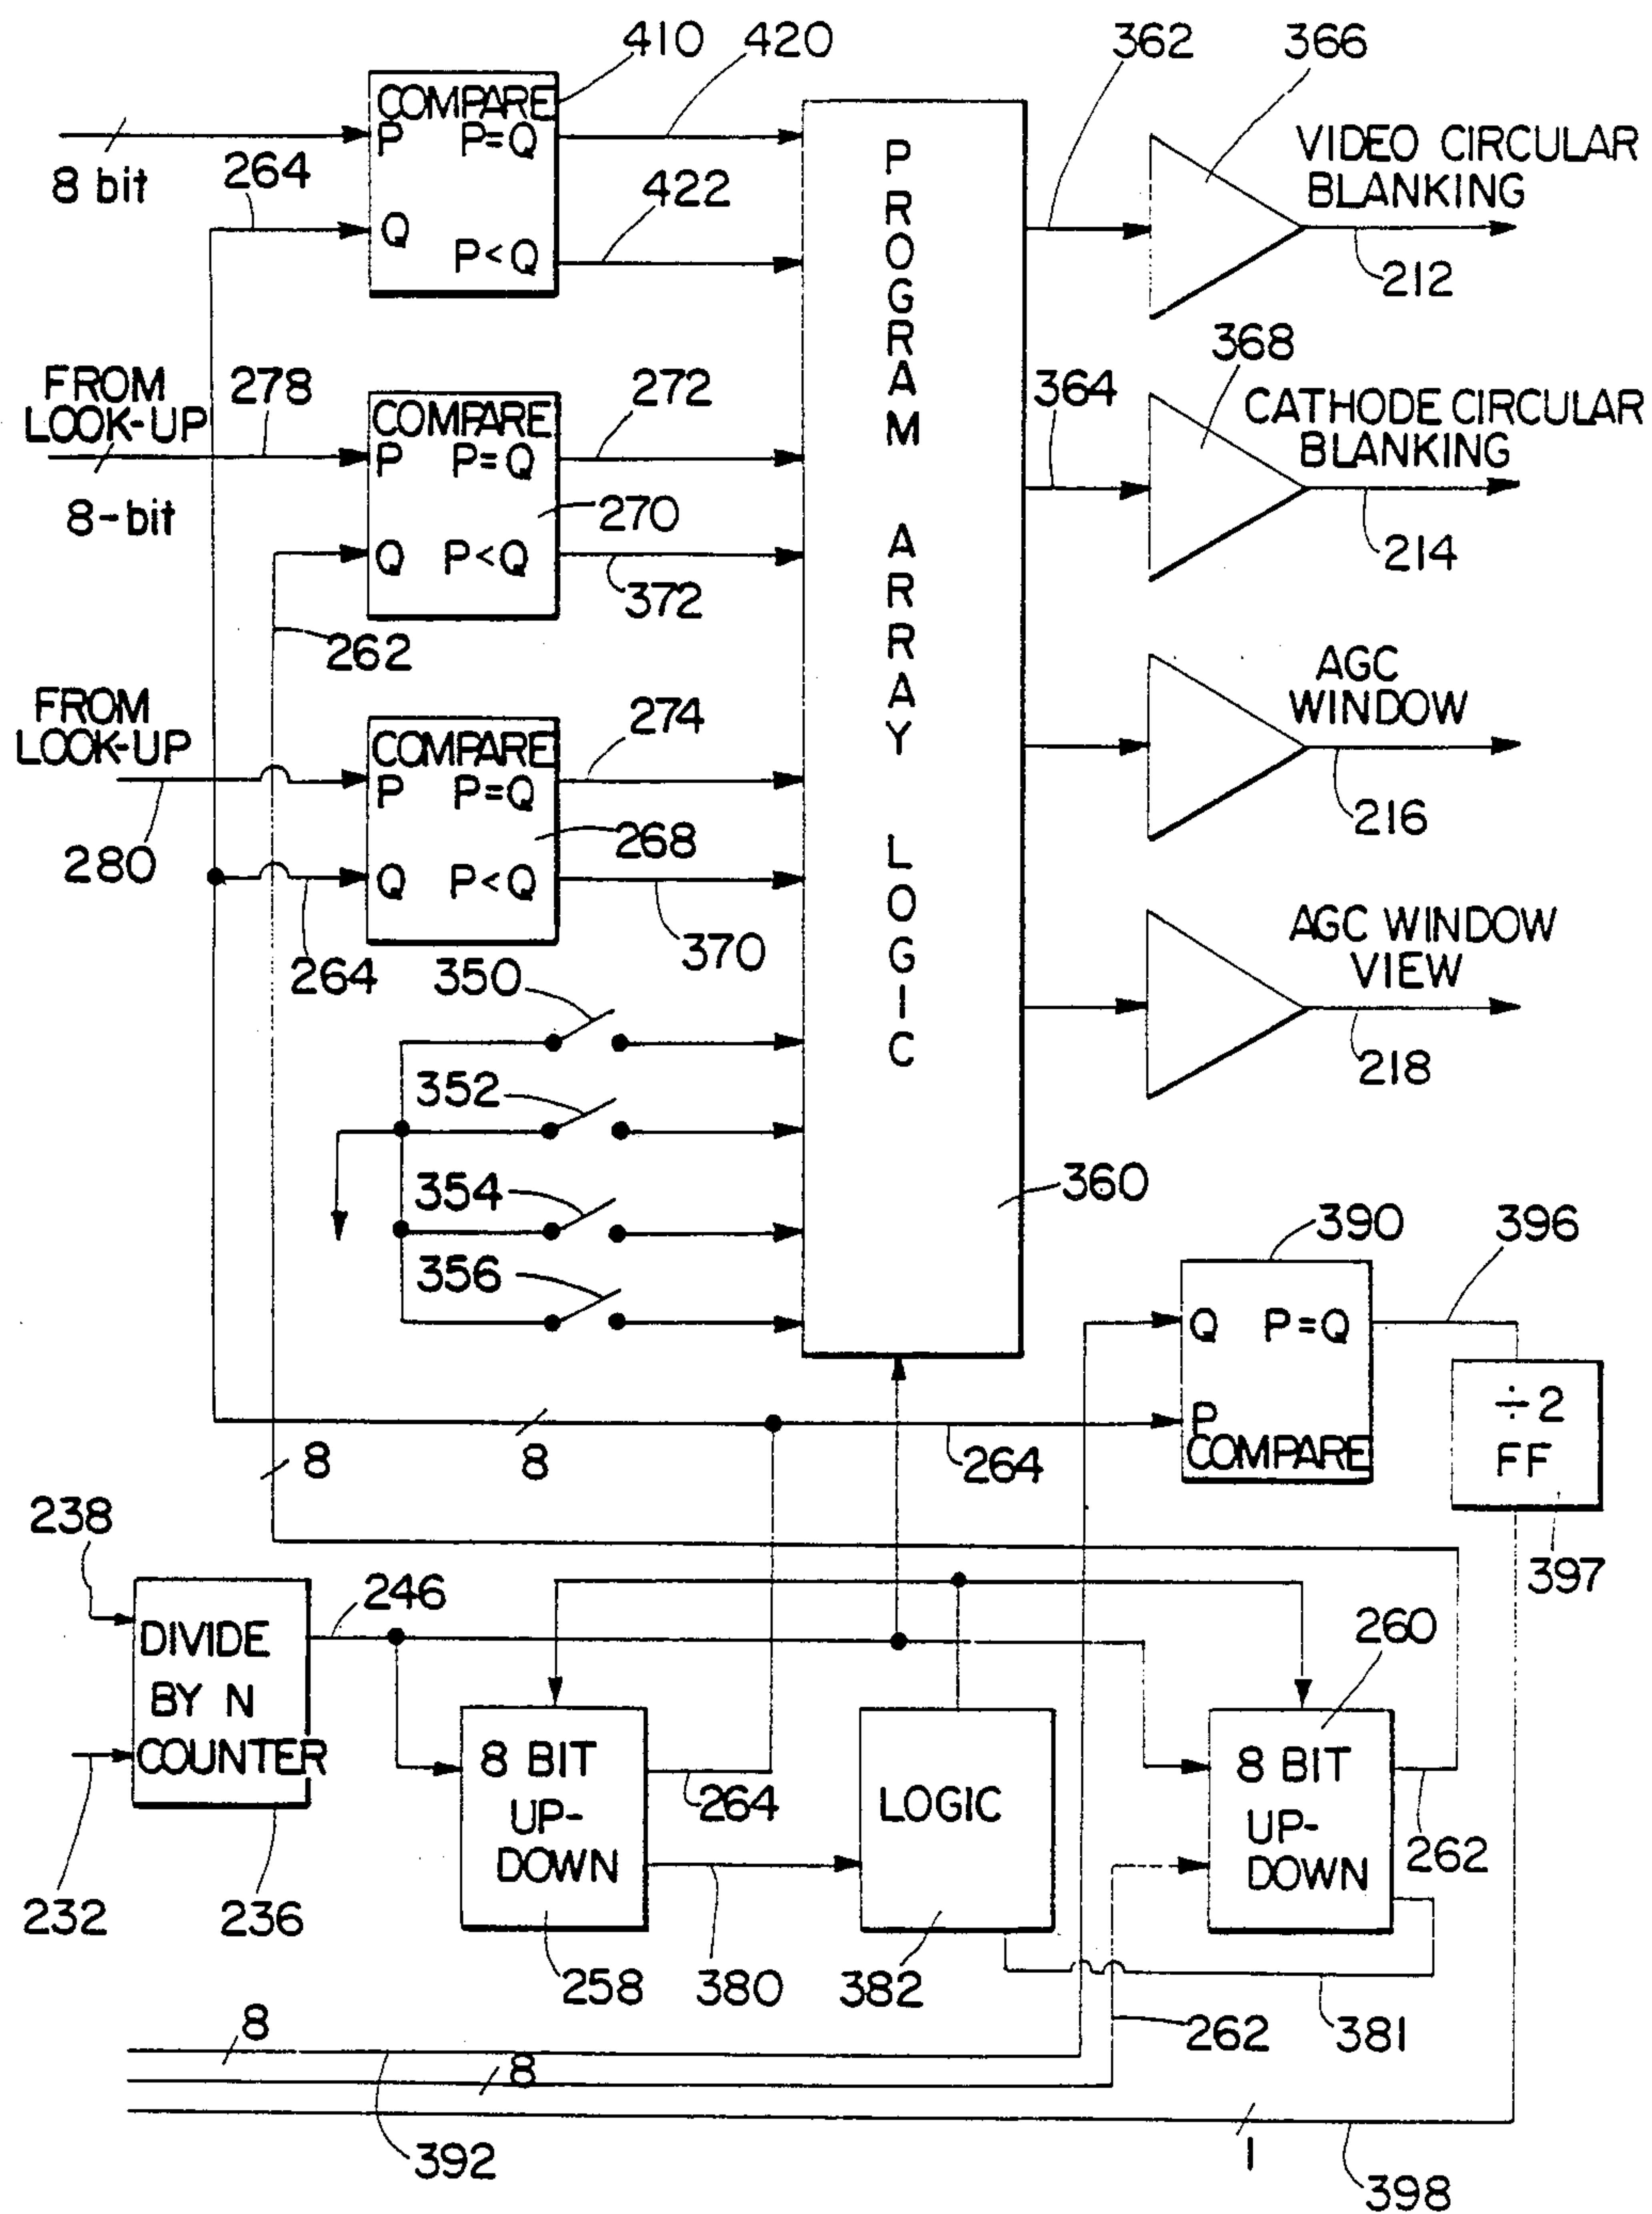 410
420
362
366
COMPARE
P
P=Q
8 bit
264
Q
422
P<Q
VIDEO CIRCULAR
BLANKING
212
PROGRAM ARRAY LOGIC
368
FROM
LOOK-UP
278
272
364
CATHODE CIRCULAR
BLANKING
COMPARE
P
P=Q
8-bit
270
Q
P<Q
372
214
262
AGC
WINDOW
FROM
LOOK-UP
274
COMPARE
P
P=Q
216
268
280
Q
P<Q
370
264
350
AGC WINDOW
VIEW
218
352
354
360
356
390
396
Q
P=Q
P
COMPARE
÷2
FF
8
8
264
238
397
246
DIVIDE
BY N
COUNTER
260
8 BIT
UP-
DOWN
264
LOGIC
8 BIT
UP-
DOWN
262
232
236
258
380
382
8
262
381
8
392
1
398